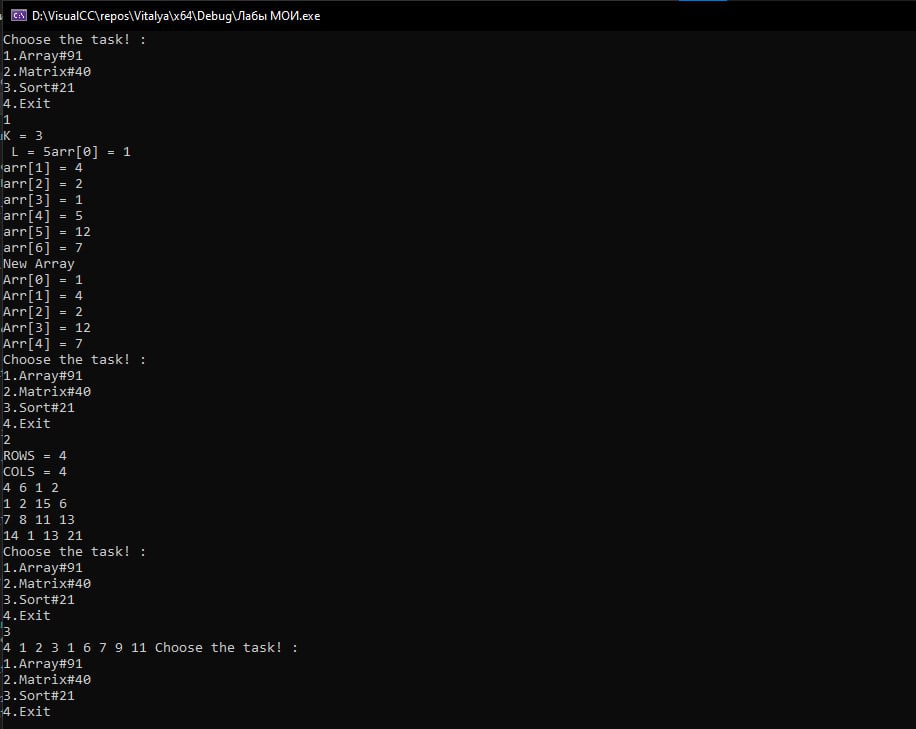 D:\VisualCC\repos\Vitalya\x64\Debug\Лабы МОИ.exe
Choose the task! :
1.Array#91
2.Matrix#40
3.Sort#21
4.Exit
1
K = 3
L = 5arr[0] = 1
arr[1] = 4
arr[2] = 2
arr[3] = 1
arr[4] = 5
arr[5] = 12
arr[6] = 7
New Array
Arr[0] = 1
Arr[1] = 4
Arr[2] = 2
Arr[3] = 12
Arr[4] = 7
Choose the task! :
1.Array#91
2.Matrix#40
3.Sort#21
4.Exit
2
ROWS = 4
COLS = 4
4 6 1 2
1 2 15 6
7 8 11 13
14 1 13 21
Choose the task! :
1.Array#91
2.Matrix#40
3.Sort#21
4.Exit
3
4 1 2 3 1 6 7 9 11 Choose the task! :
1.Array#91
2.Matrix#40
3.Sort#21
4.Exit